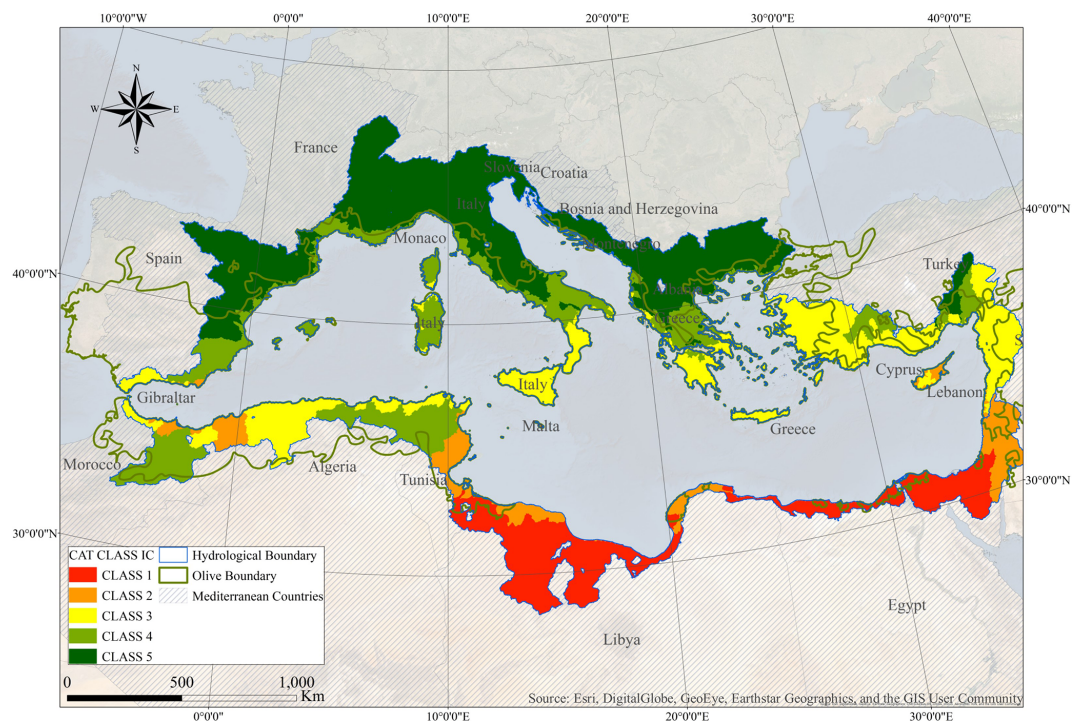 10°0'0"W 0°0'0" 10°0'0"E 20°0'0"E 30°0'0"E 40°0'0"E
N
W E
S
France
Slovenia
Croatia
Italy
Bosnia and Herzegovina
40°0'0"N
Monaco
Montenegro
Spain
Turkey
40°0'0"N
Albania
Italy
Greece
Cyprus
Italy
Lebanon
Gibraltar
Malta
Greece
Morocco
Algeria
Tunisia
30°0'0"N
30°0'0"N
CAT CLASS IC
CLASS 1
CLASS 2
CLASS 3
CLASS 4
CLASS 5
Hydrological Boundary
Olive Boundary
Mediterranean Countries
Egypt
Libya
0 500 1,000
Km
Source: Esri, DigitalGlobe, GeoEye, Earthstar Geographics, and the GIS User Community
0°0'0" 10°0'0"E 20°0'0"E 30°0'0"E